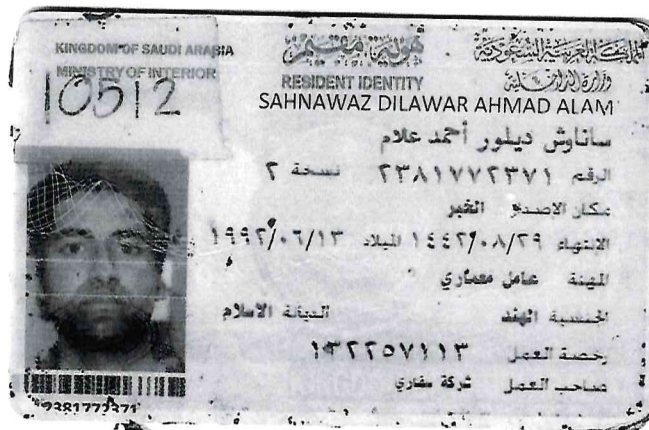 KINGDOM OF SAUDI ARABIA
MINISTRY OF INTERIOR
10512
هوية مقيم
RESIDENT IDENTITY
المملكة العربية السعودية
وزارة الداخلية
SAHNAWAZ DILAWAR AHMAD ALAM
ساناوش ديلور أحمد علام
الرقم ٢٣٨١٧٧٢٣٧١ نسخة ٢
مكان الاصدار الخبر
الانتهاء ١٤٤٢/٠٨/٢٩ الميلاد ١٩٩٢/٠٦/١٣
المهنة عامل معماري
الجنسية الهند الديانة الاسلام
رخصة العمل
صاحب العمل شركة سفاري
2381772371